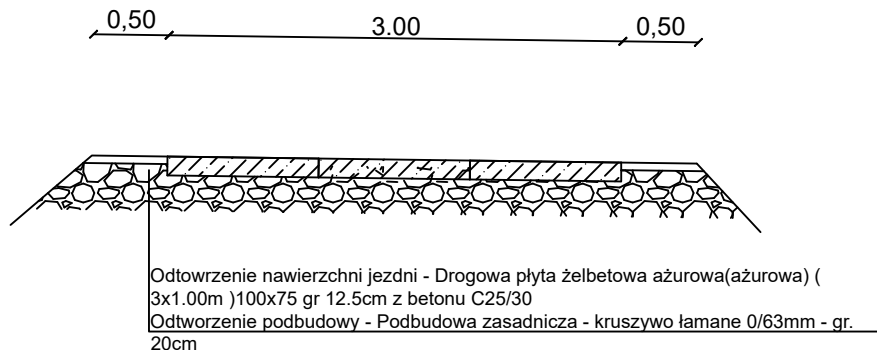 0,50 3.00 0,50
Odtowrzenie nawierzchni jezdni - Drogowa płyta żelbetowa ażurowa(ażurowa) (
3x1.00m )100x75 gr 12.5cm z betonu C25/30
Odtworzenie podbudowy - Podbudowa zasadnicza - kruszywo łamane 0/63mm - gr.
20cm